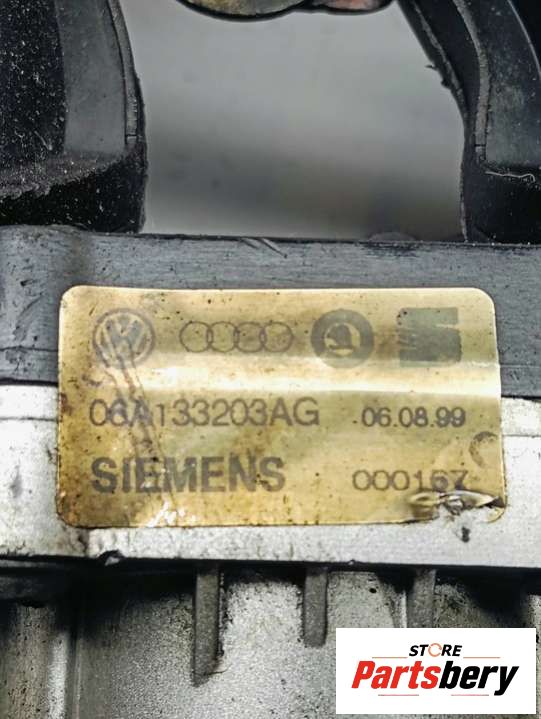 06A133203AG 06.08.99
SIEMENS 000167
STORE
Partsbery